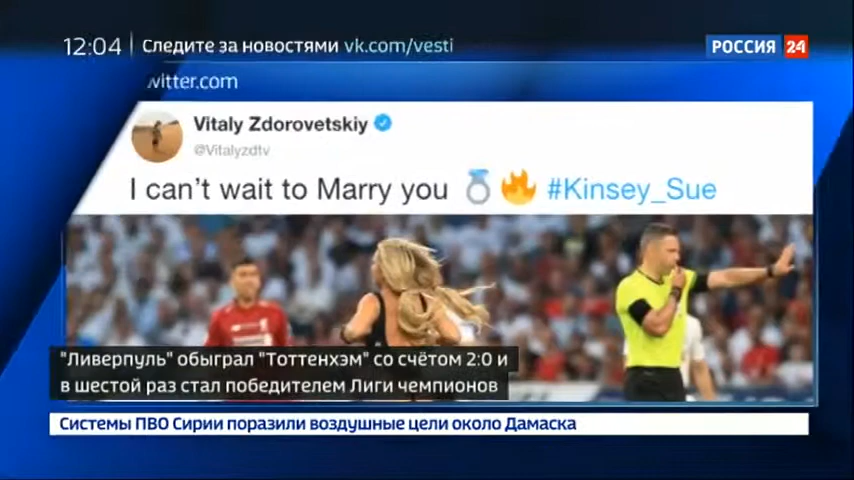 12:04 Следите за новостями vk.com/vesti РОССИЯ 24
witter.com
Vitaly Zdorovetskiy
@Vitalyzdtv
I can't wait to Marry you 💍🔥 #Kinsey_Sue
"Ливерпуль" обыграл "Тоттенхэм" со счётом 2:0 и
в шестой раз стал победителем Лиги чемпионов
Системы ПВО Сирии поразили воздушные цели около Дамаска